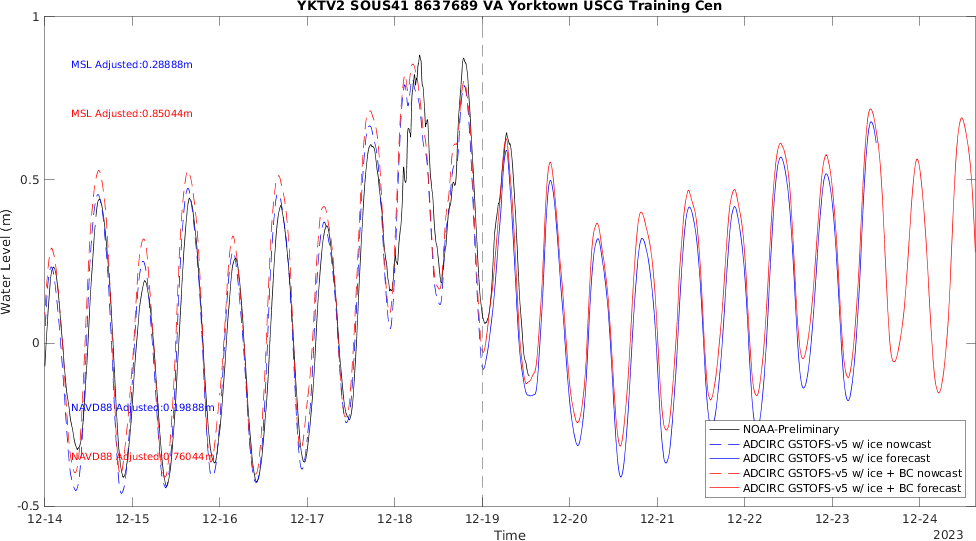 YKTV2 SOUS41 8637689 VA Yorktown USCG Training Cen
1
MSL Adjusted:0.28888m
MSL Adjusted:0.85044m
0.5
Water Level (m)
0
NAVD88 Adjusted:0.19888m
NAVD88 Adjusted:0.76044m
-0.5
NOAA-Preliminary
ADCIRC GSTOFS-v5 w/ ice nowcast
ADCIRC GSTOFS-v5 w/ ice forecast
ADCIRC GSTOFS-v5 w/ ice + BC nowcast
ADCIRC GSTOFS-v5 w/ ice + BC forecast
12-14 12-15 12-16 12-17 12-18 12-19 12-20 12-21 12-22 12-23 12-24
Time
2023